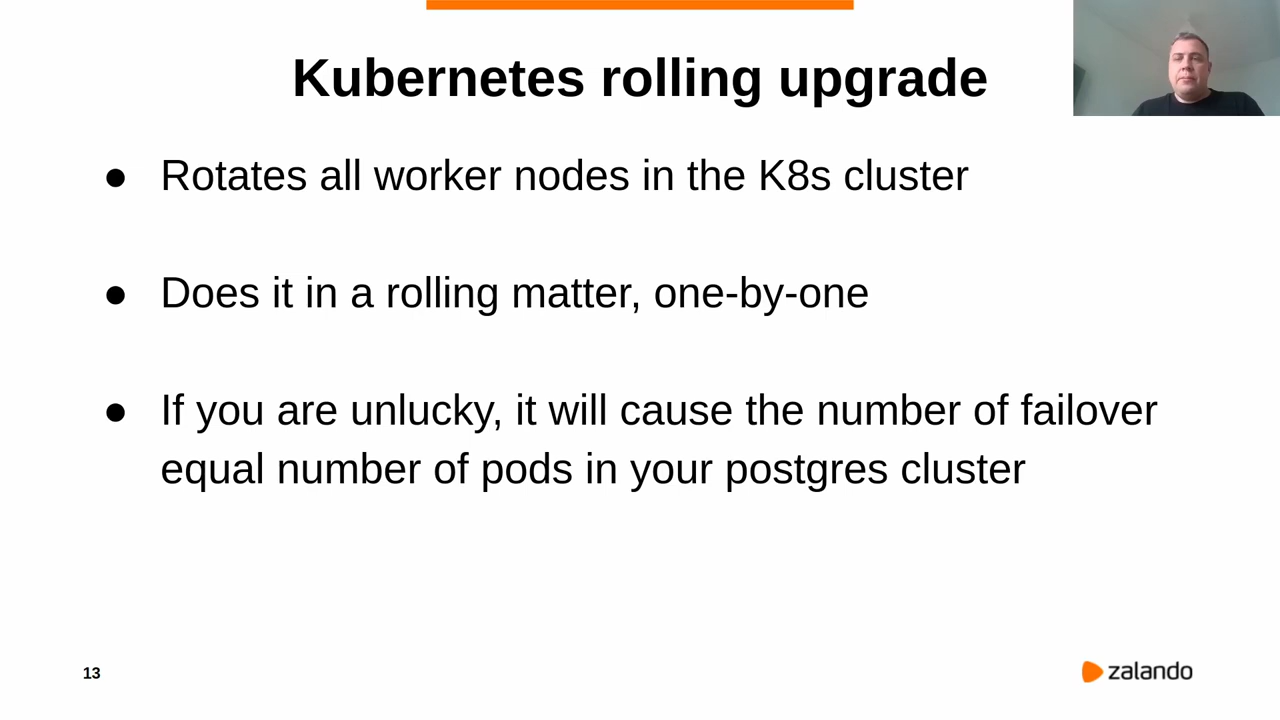 Kubernetes rolling upgrade
● Rotates all worker nodes in the K8s cluster
● Does it in a rolling matter, one-by-one
● If you are unlucky, it will cause the number of failover
equal number of pods in your postgres cluster
13
zalando